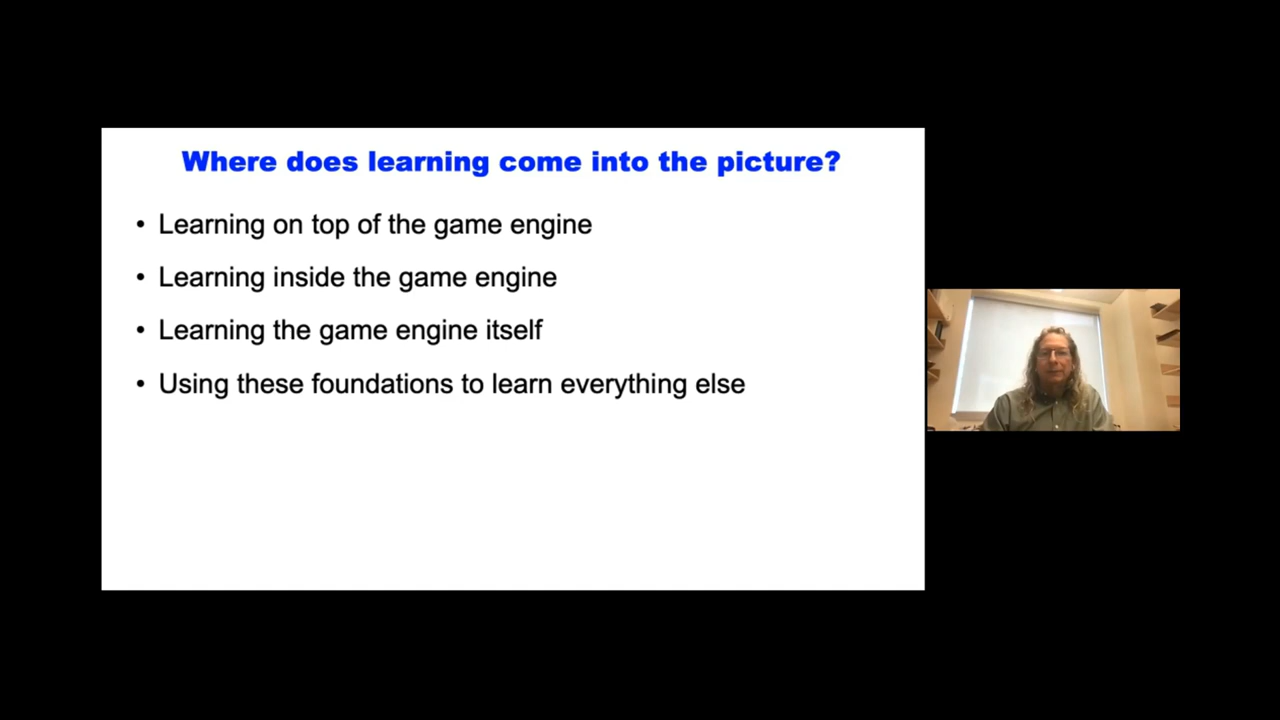 Where does learning come into the picture?
• Learning on top of the game engine
• Learning inside the game engine
• Learning the game engine itself
• Using these foundations to learn everything else